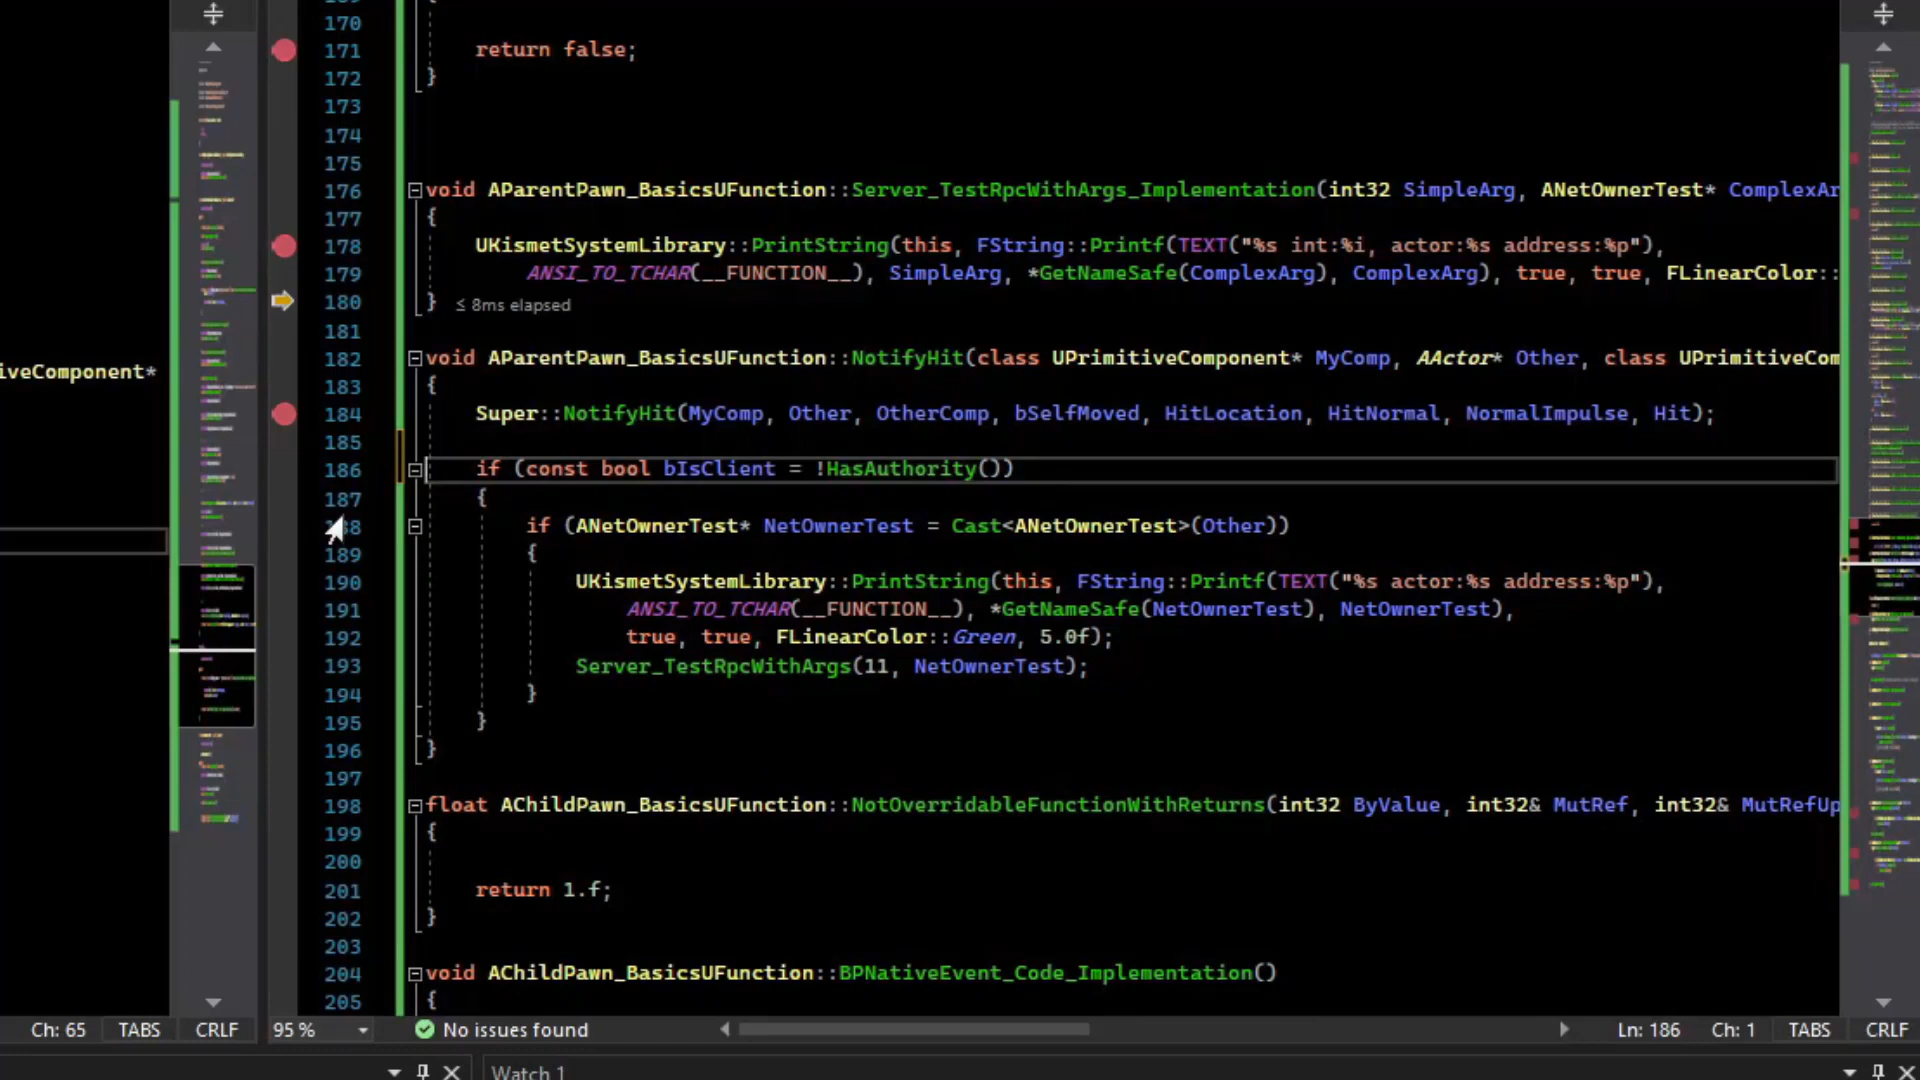 170
171 return false;
172 }
173
174
175
iveComponent*
176 void AParentPawn_BasicsUFunction::Server_TestRpcWithArgs_Implementation(int32 SimpleArg, ANetOwnerTest* ComplexAr
177 {
178 UKismetSystemLibrary::PrintString(this, FString::Printf(TEXT("%s int:%i, actor:%s address:%p"),
179 ANSI_TO_TCHAR(__FUNCTION__), SimpleArg, *GetNameSafe(ComplexArg), ComplexArg), true, true, FLinearColor::
180 } ≤ 8ms elapsed
181
182 void AParentPawn_BasicsUFunction::NotifyHit(class UPrimitiveComponent* MyComp, AActor* Other, class UPrimitiveCom
183 {
184 Super::NotifyHit(MyComp, Other, OtherComp, bSelfMoved, HitLocation, HitNormal, NormalImpulse, Hit);
185
186 if (const bool bIsClient = !HasAuthority())
187 {
88 if (ANetOwnerTest* NetOwnerTest = Cast<ANetOwnerTest>(Other))
189 {
190 UKismetSystemLibrary::PrintString(this, FString::Printf(TEXT("%s actor:%s address:%p"),
191 ANSI_TO_TCHAR(__FUNCTION__), *GetNameSafe(NetOwnerTest), NetOwnerTest),
192 true, true, FLinearColor::Green, 5.0f);
193 Server_TestRpcWithArgs(11, NetOwnerTest);
194 }
195 }
196 }
197
198 float AChildPawn_BasicsUFunction::NotOverridableFunctionWithReturns(int32 ByValue, int32& MutRef, int32& MutRefUp
199 {
200
201 return 1.f;
202 }
203
204 void AChildPawn_BasicsUFunction::BPNativeEvent_Code_Implementation()
205 {
Ch: 65 TABS CRLF 95 % No issues found Ln: 186 Ch: 1 TABS CRLF
Watch 1